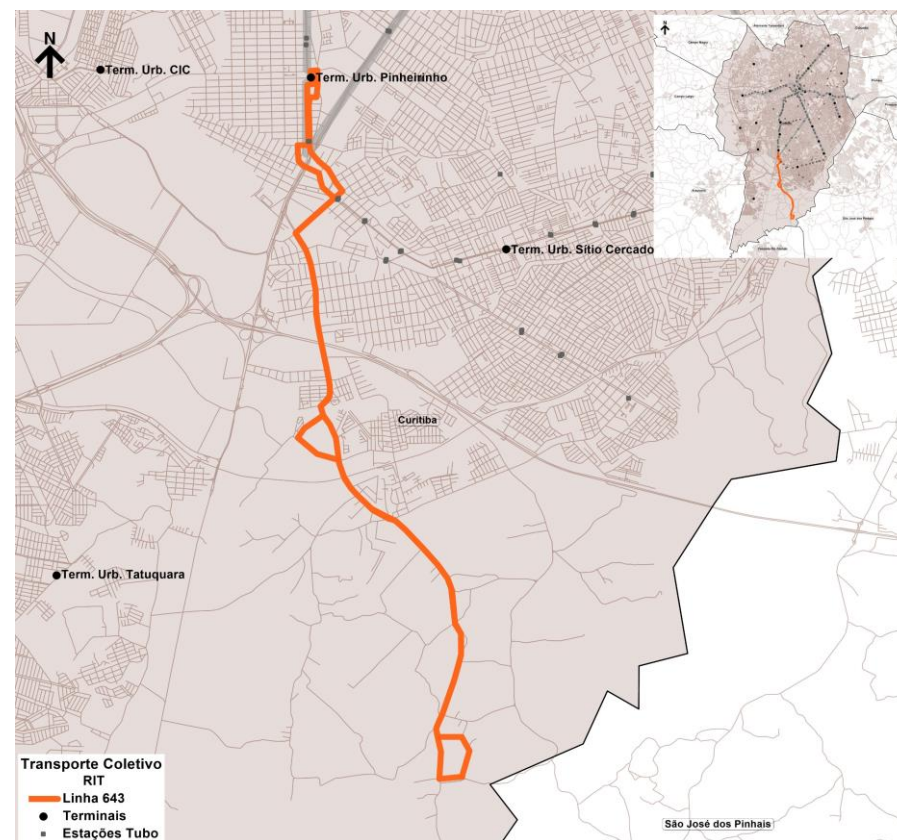 N
Term. Urb. CIC
Term. Urb. Pinheirinho
Term. Urb. Sítio Cercado
Curitiba
Term. Urb. Tatuquara
Transporte Coletivo
RIT
Linha 643
Terminais
Estações Tubo
São José dos Pinhais